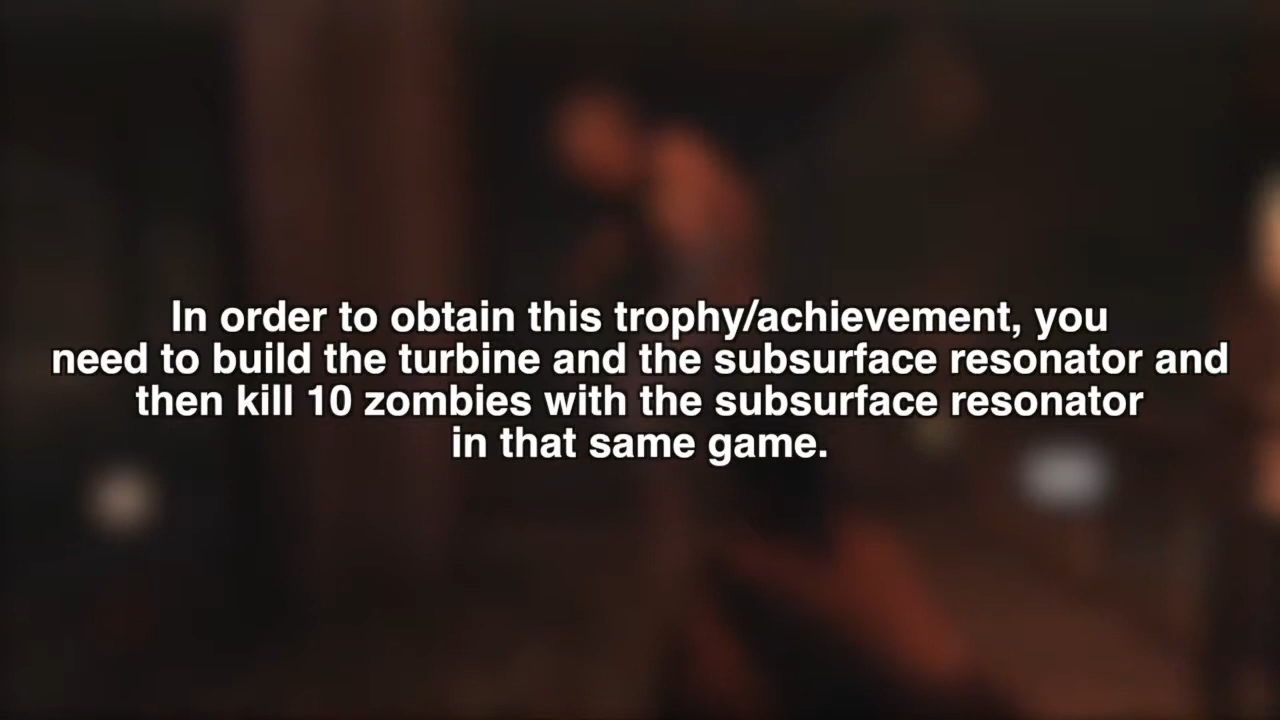 In order to obtain this trophy/achievement, you
need to build the turbine and the subsurface resonator and
then kill 10 zombies with the subsurface resonator
in that same game.